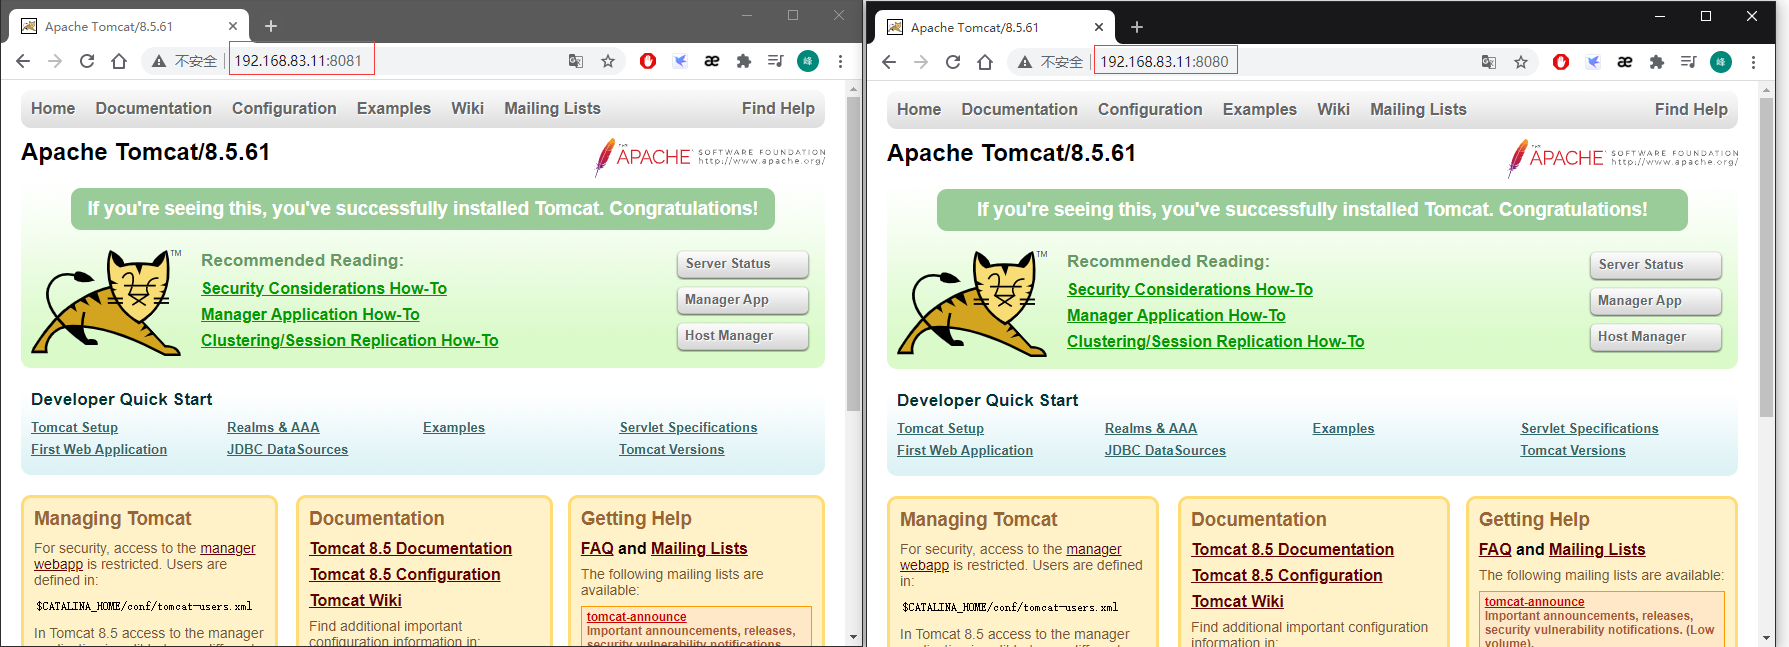 Apache Tomcat/8.5.61
不安全 192.168.83.11:8081
峰
Home Documentation Configuration Examples Wiki Mailing Lists Find Help
Apache Tomcat/8.5.61
THE APACHE SOFTWARE FOUNDATION
http://www.apache.org/
If you're seeing this, you've successfully installed Tomcat. Congratulations!
TM
Recommended Reading:
Security Considerations How-To
Manager Application How-To
Clustering/Session Replication How-To
Server Status
Manager App
Host Manager
Developer Quick Start
Tomcat Setup Realms & AAA Examples Servlet Specifications
First Web Application JDBC DataSources Tomcat Versions
Managing Tomcat
For security, access to the manager
webapp is restricted. Users are
defined in:
$CATALINA_HOME/conf/tomcat-users.xml
In Tomcat 8.5 access to the manager
Documentation
Tomcat 8.5 Documentation
Tomcat 8.5 Configuration
Tomcat Wiki
Find additional important
configuration information in:
Getting Help
FAQ and Mailing Lists
The following mailing lists are
available:
tomcat-announce
Important announcements, releases,
security vulnerability notifications.
Apache Tomcat/8.5.61
不安全 192.168.83.11:8080
峰
Home Documentation Configuration Examples Wiki Mailing Lists Find Help
Apache Tomcat/8.5.61
THE APACHE SOFTWARE FOUNDATION
http://www.apache.org/
If you're seeing this, you've successfully installed Tomcat. Congratulations!
TM
Recommended Reading:
Security Considerations How-To
Manager Application How-To
Clustering/Session Replication How-To
Server Status
Manager App
Host Manager
Developer Quick Start
Tomcat Setup Realms & AAA Examples Servlet Specifications
First Web Application JDBC DataSources Tomcat Versions
Managing Tomcat
For security, access to the manager
webapp is restricted. Users are defined
in:
$CATALINA_HOME/conf/tomcat-users.xml
In Tomcat 8.5 access to the manager
Documentation
Tomcat 8.5 Documentation
Tomcat 8.5 Configuration
Tomcat Wiki
Find additional important configuration
information in:
Getting Help
FAQ and Mailing Lists
The following mailing lists are available:
tomcat-announce
Important announcements, releases,
security vulnerability notifications. (Low
volume).